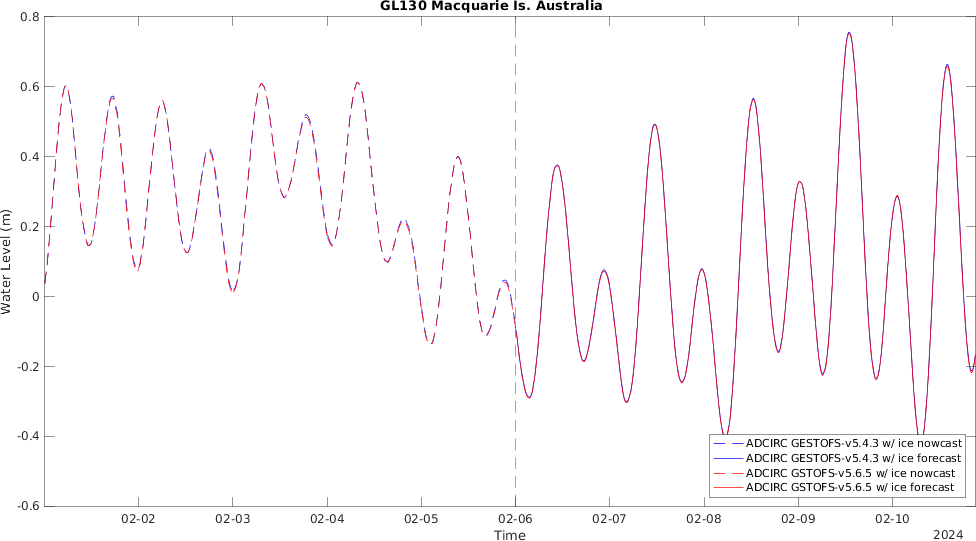 GL130 Macquarie Is. Australia
0.8
0.6
0.4
0.2
0
-0.2
-0.4
-0.6
Water Level (m)
ADCIRC GESTOFS-v5.4.3 w/ ice nowcast
ADCIRC GESTOFS-v5.4.3 w/ ice forecast
ADCIRC GSTOFS-v5.6.5 w/ ice nowcast
ADCIRC GSTOFS-v5.6.5 w/ ice forecast
02-02 02-03 02-04 02-05 02-06 02-07 02-08 02-09 02-10
Time
2024